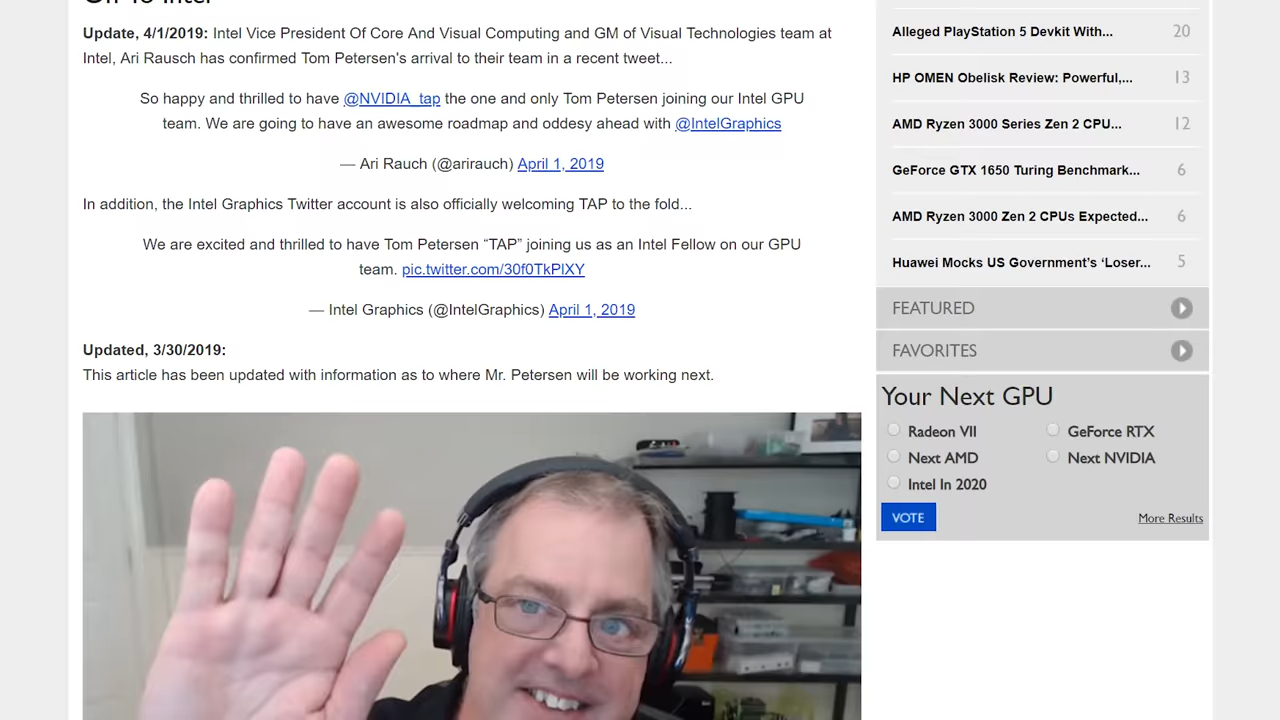 Update, 4/1/2019: Intel Vice President Of Core And Visual Computing and GM of Visual Technologies team at
Intel, Ari Rausch has confirmed Tom Petersen's arrival to their team in a recent tweet...
So happy and thrilled to have @NVIDIA_tap the one and only Tom Petersen joining our Intel GPU
team. We are going to have an awesome roadmap and oddesy ahead with @IntelGraphics
— Ari Rauch (@arirauch) April 1, 2019
In addition, the Intel Graphics Twitter account is also officially welcoming TAP to the fold...
We are excited and thrilled to have Tom Petersen “TAP” joining us as an Intel Fellow on our GPU
team. pic.twitter.com/30f0TkPlXY
— Intel Graphics (@IntelGraphics) April 1, 2019
Updated, 3/30/2019:
This article has been updated with information as to where Mr. Petersen will be working next.
Alleged PlayStation 5 Devkit With... 20
HP OMEN Obelisk Review: Powerful,... 13
AMD Ryzen 3000 Series Zen 2 CPU... 12
GeForce GTX 1650 Turing Benchmark... 6
AMD Ryzen 3000 Zen 2 CPUs Expected... 6
Huawei Mocks US Government’s ‘Loser... 5
FEATURED
FAVORITES
Your Next GPU
Radeon VII GeForce RTX
Next AMD Next NVIDIA
Intel In 2020
VOTE More Results